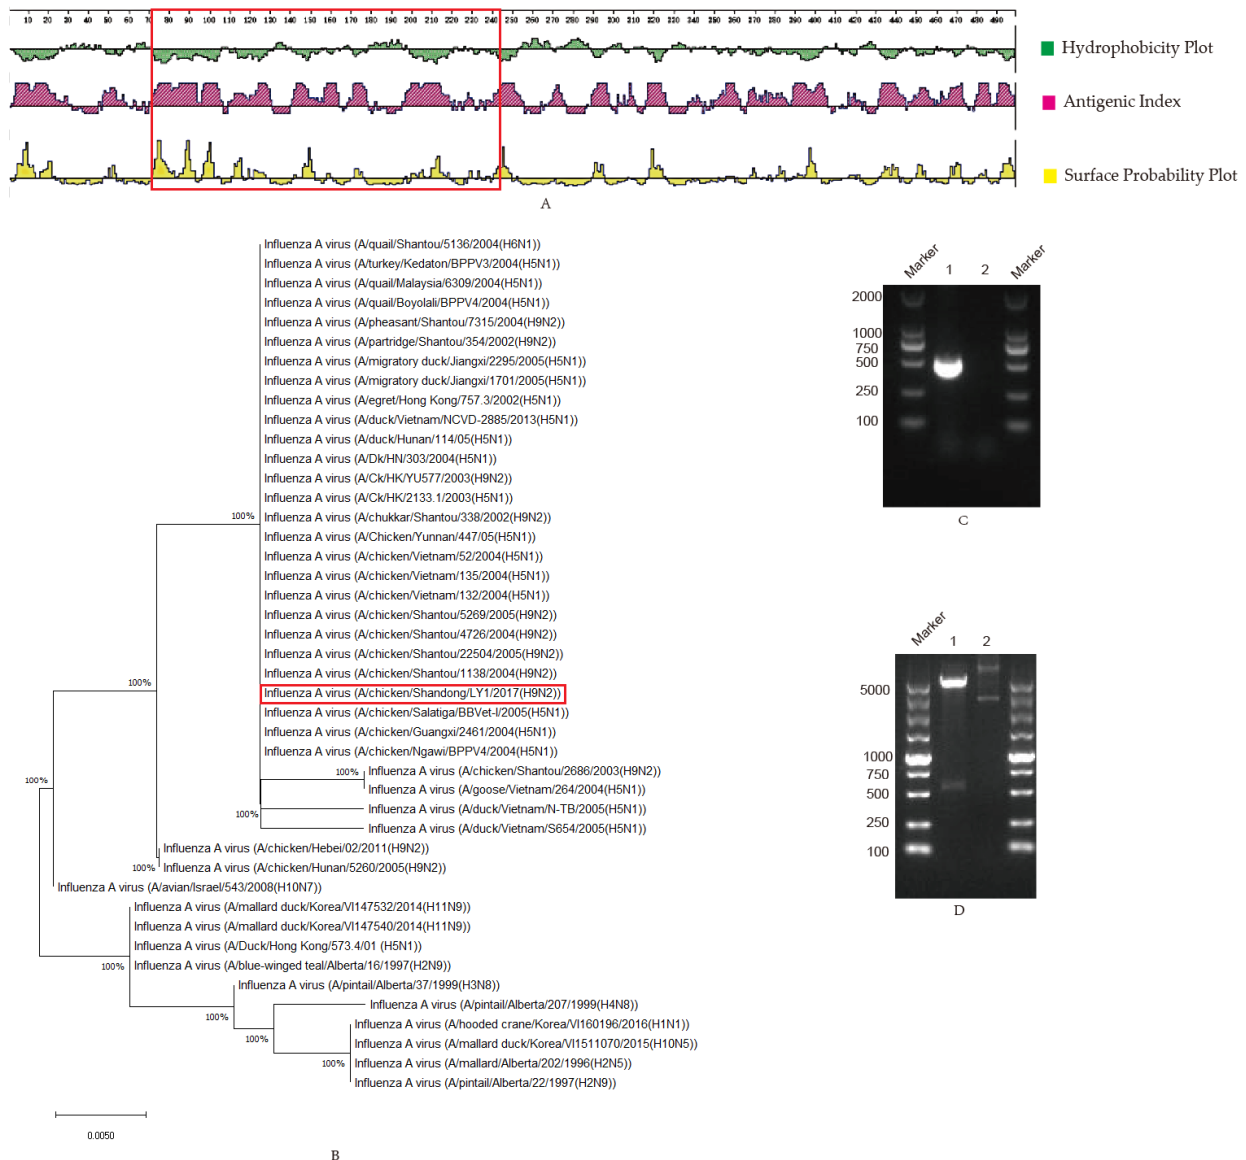 10 20 30 40 50 60 70 80 90 100 110 120 130 140 150 160 170 180 190 200 210 220 230 240 250 260 270 280 290 300 310 320 330 340 350 360 370 380 390 400 410 420 430 440 450 460 470 480 490
Hydrophobicity Plot
Antigenic Index
Surface Probability Plot
A
Influenza A virus (A/quail/Shantou/5136/2004(H6N1))
Influenza A virus (A/turkey/Kedaton/BPPV3/2004(H5N1))
Influenza A virus (A/quail/Malaysia/6309/2004(H5N1))
Influenza A virus (A/quail/Boyolali/BPPV4/2004(H5N1))
Influenza A virus (A/pheasant/Shantou/7315/2004(H9N2))
Influenza A virus (A/partridge/Shantou/354/2002(H9N2))
Influenza A virus (A/migratory duck/Jiangxi/2295/2005(H5N1))
Influenza A virus (A/migratory duck/Jiangxi/1701/2005(H5N1))
Influenza A virus (A/egret/Hong Kong/757.3/2002(H5N1))
Influenza A virus (A/duck/Vietnam/NCVD-2885/2013(H5N1))
Influenza A virus (A/duck/Hunan/114/05(H5N1))
Influenza A virus (A/Dk/HN/303/2004(H5N1))
Influenza A virus (A/Ck/HK/YU577/2003(H9N2))
Influenza A virus (A/Ck/HK/2133.1/2003(H5N1))
100%
Influenza A virus (A/chukkar/Shantou/338/2002(H9N2))
Influenza A virus (A/Chicken/Yunnan/447/05(H5N1))
Influenza A virus (A/chicken/Vietnam/52/2004(H5N1))
Influenza A virus (A/chicken/Vietnam/135/2004(H5N1))
Influenza A virus (A/chicken/Vietnam/132/2004(H5N1))
Influenza A virus (A/chicken/Shantou/5269/2005(H9N2))
Influenza A virus (A/chicken/Shantou/4726/2004(H9N2))
Influenza A virus (A/chicken/Shantou/22504/2005(H9N2))
Influenza A virus (A/chicken/Shantou/1138/2004(H9N2))
100%
Influenza A virus (A/chicken/Shandong/LY1/2017(H9N2))
Influenza A virus (A/chicken/Salatiga/BBVet-I/2005(H5N1))
Influenza A virus (A/chicken/Guangxi/2461/2004(H5N1))
Influenza A virus (A/chicken/Ngawi/BPPV4/2004(H5N1))
100%
Influenza A virus (A/chicken/Shantou/2686/2003(H9N2))
100%
Influenza A virus (A/goose/Vietnam/264/2004(H5N1))
100%
Influenza A virus (A/duck/Vietnam/N-TB/2005(H5N1))
Influenza A virus (A/duck/Vietnam/S654/2005(H5N1))
Influenza A virus (A/chicken/Hebei/02/2011(H9N2))
100%
Influenza A virus (A/chicken/Hunan/5260/2005(H9N2))
Influenza A virus (A/avian/Israel/543/2008(H10N7))
Influenza A virus (A/mallard duck/Korea/VI147532/2014(H11N9))
Influenza A virus (A/mallard duck/Korea/VI147540/2014(H11N9))
Influenza A virus (A/Duck/Hong Kong/573.4/01 (H5N1))
100%
Influenza A virus (A/blue-winged teal/Alberta/16/1997(H2N9))
Influenza A virus (A/pintail/Alberta/37/1999(H3N8))
Influenza A virus (A/pintail/Alberta/207/1999(H4N8))
100%
Influenza A virus (A/hooded crane/Korea/VI160196/2016(H1N1))
100%
Influenza A virus (A/mallard duck/Korea/VI1511070/2015(H10N5))
100%
Influenza A virus (A/mallard/Alberta/202/1996(H2N5))
Influenza A virus (A/pintail/Alberta/22/1997(H2N9))
0.0050
B
Marker 1 2 Marker
2000
1000
750
500
250
100
C
Marker 1 2
5000
1000
750
500
250
100
D